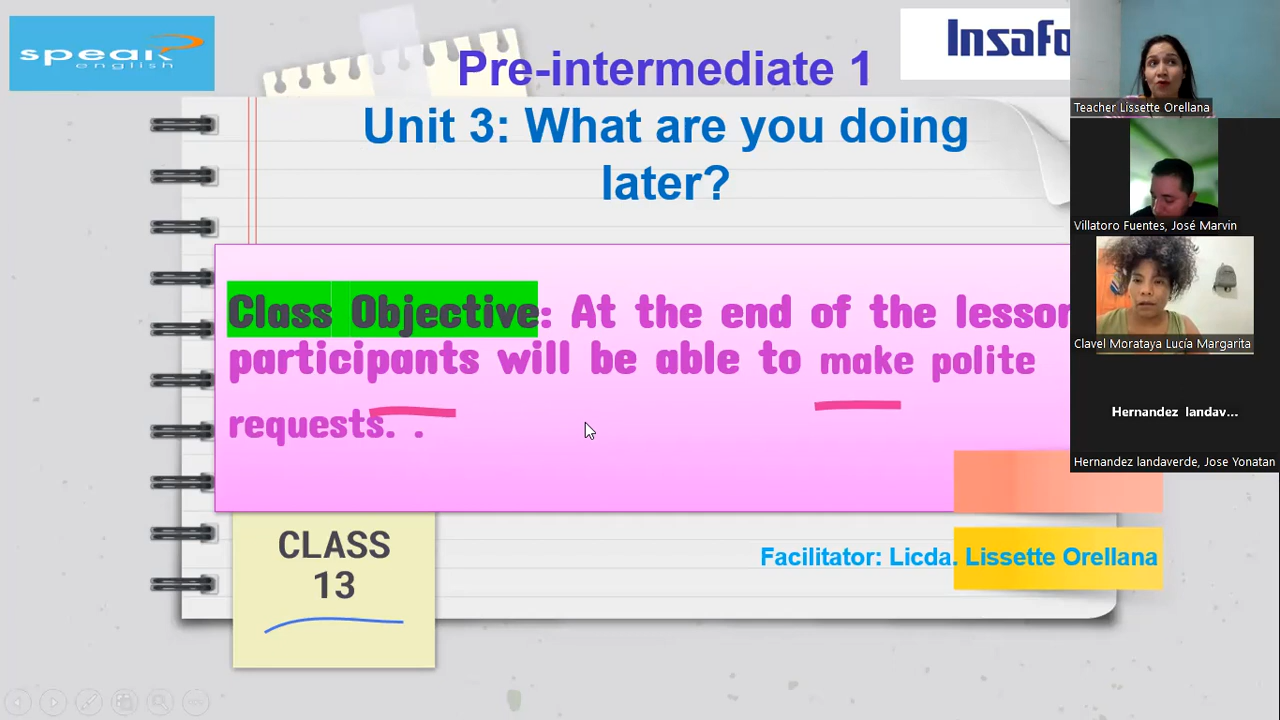 speak
english
Insafo
Pre-intermediate 1
Unit 3: What are you doing
later?
Class Objective: At the end of the lesson
participants will be able to make polite
requests. .
CLASS
13
Facilitator: Licda. Lissette Orellana
Teacher Lissette Orellana
Villatoro Fuentes, José Marvin
Clavel Morataya Lucía Margarita
Hernandez landav...
Hernandez landaverde, Jose Yonatan